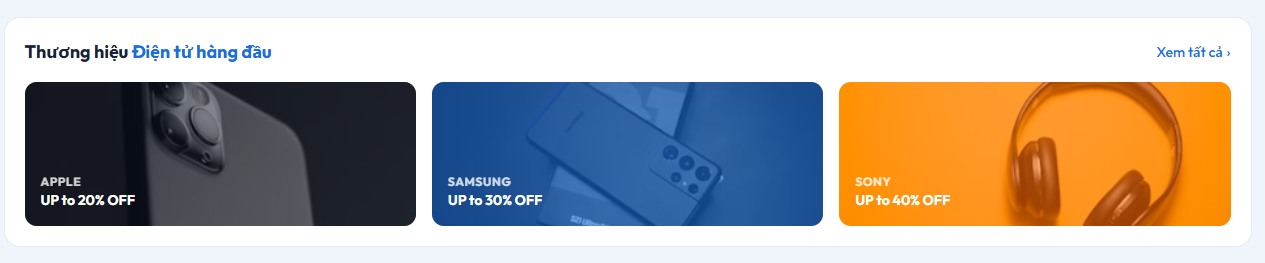 Thương hiệu Điện tử hàng đầu
Xem tất cả ›
APPLE
UP to 20% OFF
SAMSUNG
UP to 30% OFF
SONY
UP to 40% OFF